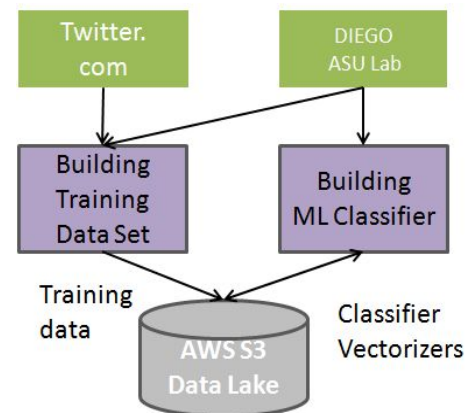 Twitter.
com
DIEGO
ASU Lab
Building
Training
Data Set
Building
ML Classifier
Training
data
AWS S3
Data Lake
Classifier
Vectorizers